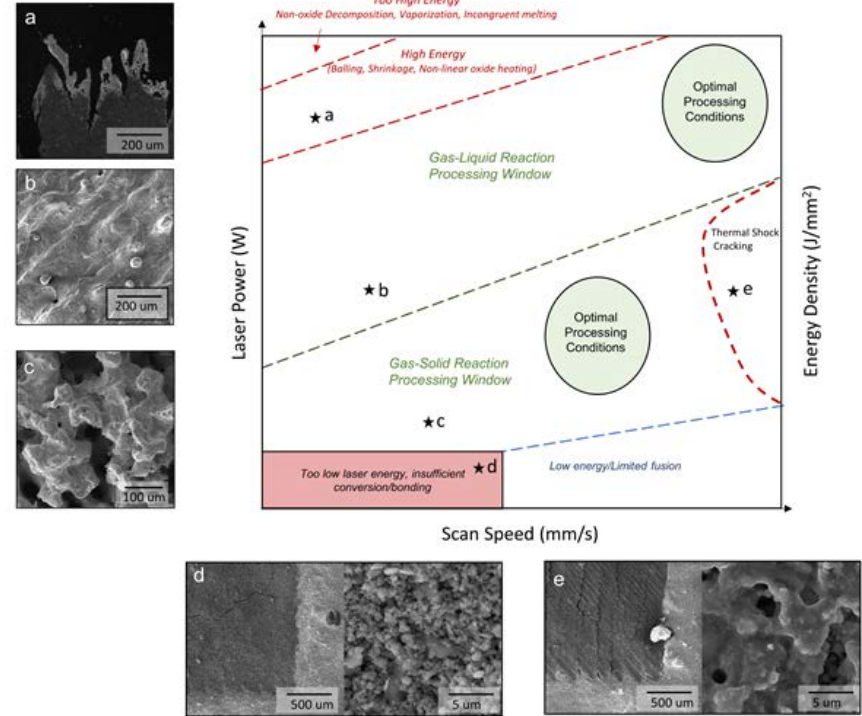 Too High Energy
Non-oxide Decomposition, Vaporization, Incongruent melting
High Energy
(Balling, Shrinkage, Non-linear oxide heating)
a
200 um
b
200 um
c
100 um
Laser Power (W)
a
Optimal
Processing
Conditions
Gas-Liquid Reaction
Processing Window
Thermal Shock
Cracking
b
e
Optimal
Processing
Conditions
Gas-Solid Reaction
Processing Window
c
d
Too low laser energy, insufficient
conversion/bonding
Low energy/Limited fusion
Energy Density (J/mm²)
Scan Speed (mm/s)
d
500 um
5 um
e
500 um
5 um